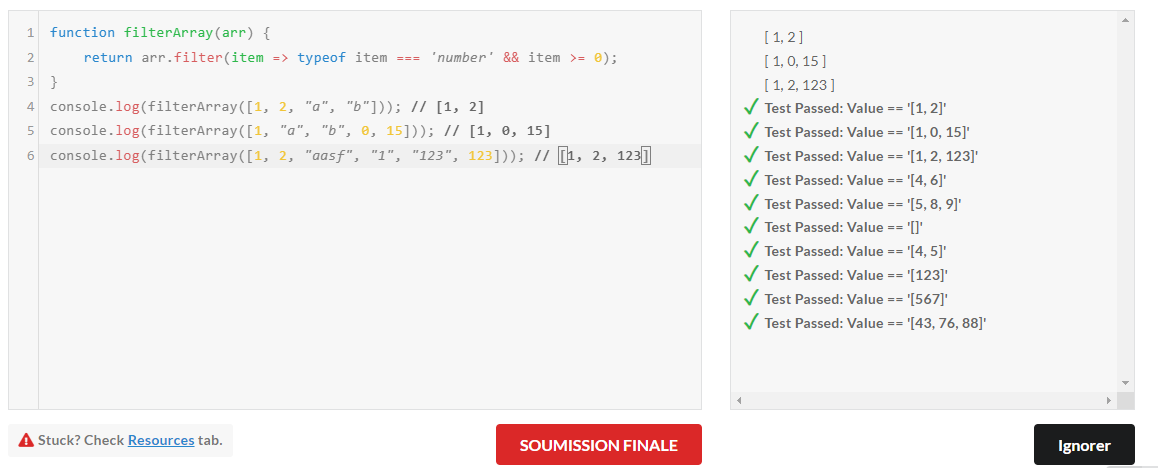 1 function filterArray(arr) {
2 return arr.filter(item => typeof item === 'number' && item >= 0);
3 }
4 console.log(filterArray([1, 2, "a", "b"])); // [1, 2]
5 console.log(filterArray([1, "a", "b", 0, 15])); // [1, 0, 15]
6 console.log(filterArray([1, 2, "aasf", "1", "123", 123])); // [1, 2, 123]
[ 1, 2 ]
[ 1, 0, 15 ]
[ 1, 2, 123 ]
Test Passed: Value == '[1, 2]'
Test Passed: Value == '[1, 0, 15]'
Test Passed: Value == '[1, 2, 123]'
Test Passed: Value == '[4, 6]'
Test Passed: Value == '[5, 8, 9]'
Test Passed: Value == '[]'
Test Passed: Value == '[4, 5]'
Test Passed: Value == '[123]'
Test Passed: Value == '[567]'
Test Passed: Value == '[43, 76, 88]'
Stuck? Check Resources tab.
SOUMISSION FINALE
Ignorer